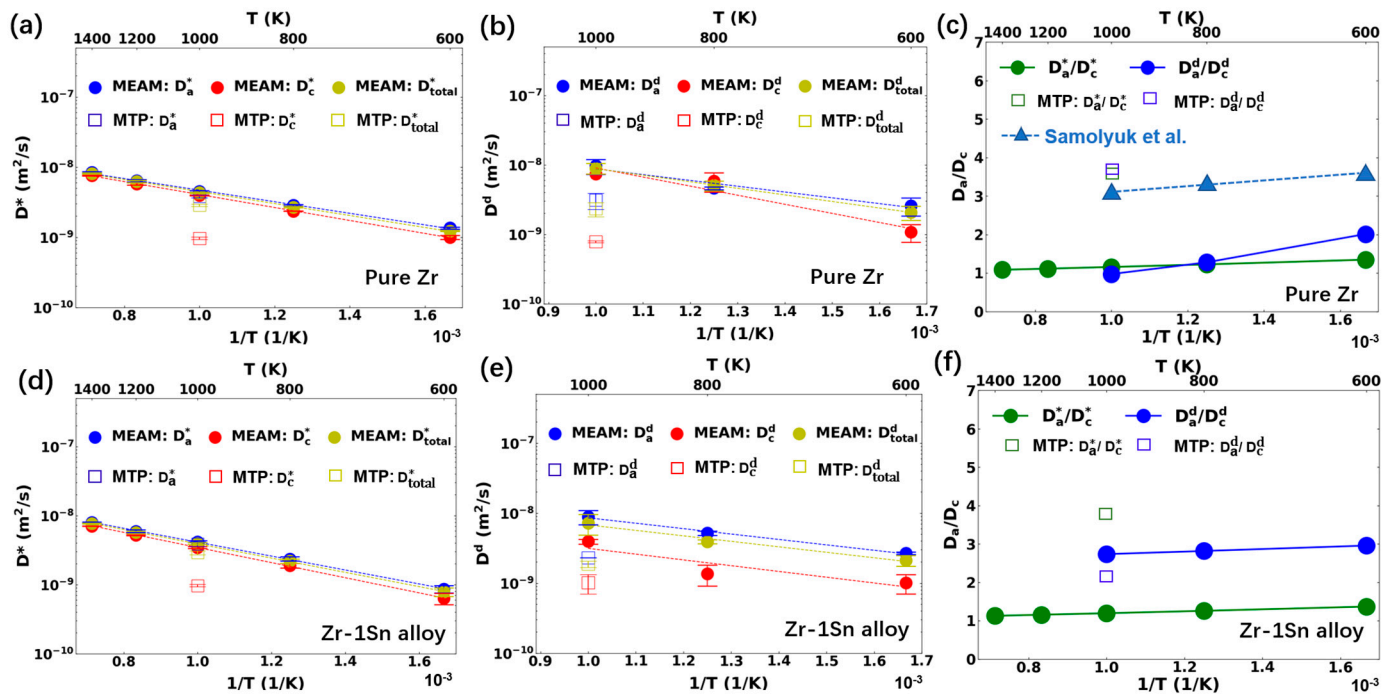 (a)
T (K)
1400 1200 1000 800 600
MEAM: D*a MEAM: D*c MEAM: D*total
MTP: D*a MTP: D*c MTP: D*total
10⁻⁷
10⁻⁸
10⁻⁹
10⁻¹⁰
D* (m²/s)
Pure Zr
0.8 1.0 1.2 1.4 1.6
1/T (1/K) 10⁻³
(b)
T (K)
1000 800 600
MEAM: Dᵈa MEAM: Dᵈc MEAM: Dᵈtotal
MTP: Dᵈa MTP: Dᵈc MTP: Dᵈtotal
10⁻⁷
10⁻⁸
10⁻⁹
10⁻¹⁰
Dᵈ (m²/s)
Pure Zr
0.9 1.0 1.1 1.2 1.3 1.4 1.5 1.6 1.7
1/T (1/K) 10⁻³
(c)
T (K)
1400 1200 1000 800 600
D*a/D*c Dᵈa/Dᵈc
MTP: D*a/D*c MTP: Dᵈa/Dᵈc
Samolyuk et al.
7
6
5
4
3
2
1
0
Da/Dc
Pure Zr
0.8 1.0 1.2 1.4 1.6
1/T (1/K) 10⁻³
(d)
T (K)
1400 1200 1000 800 600
MEAM: D*a MEAM: D*c MEAM: D*total
MTP: D*a MTP: D*c MTP: D*total
10⁻⁷
10⁻⁸
10⁻⁹
10⁻¹⁰
D* (m²/s)
Zr-1Sn alloy
0.8 1.0 1.2 1.4 1.6
1/T (1/K) 10⁻³
(e)
T (K)
1000 800 600
MEAM: Dᵈa MEAM: Dᵈc MEAM: Dᵈtotal
MTP: Dᵈa MTP: Dᵈc MTP: Dᵈtotal
10⁻⁷
10⁻⁸
10⁻⁹
10⁻¹⁰
Dᵈ (m²/s)
Zr-1Sn alloy
0.9 1.0 1.1 1.2 1.3 1.4 1.5 1.6 1.7
1/T (1/K) 10⁻³
(f)
T (K)
1400 1200 1000 800 600
D*a/D*c Dᵈa/Dᵈc
MTP: D*a/D*c MTP: Dᵈa/Dᵈc
7
6
5
4
3
2
1
0
Da/Dc
Zr-1Sn alloy
0.8 1.0 1.2 1.4 1.6
1/T (1/K) 10⁻³